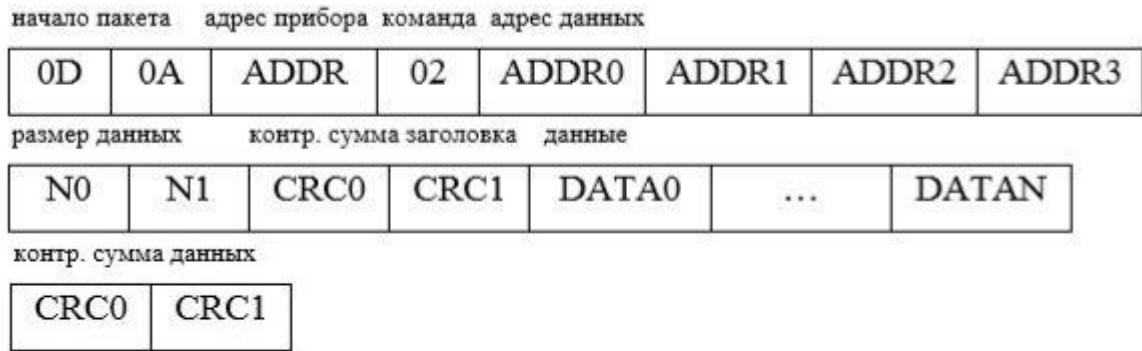 начало пакета адрес прибора команда адрес данных
0D 0A ADDR 02 ADDR0 ADDR1 ADDR2 ADDR3
размер данных контр. сумма заголовка данные
N0 N1 CRC0 CRC1 DATA0 ... DATAN
контр. сумма данных
CRC0 CRC1